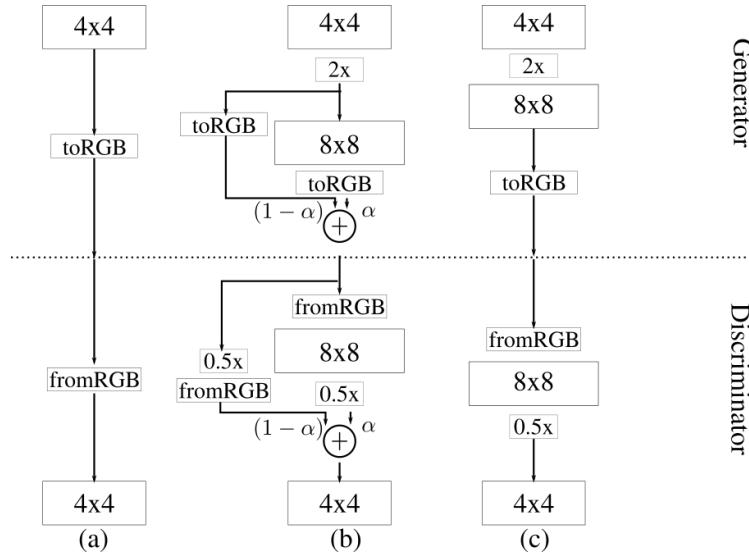 4x4
toRGB
fromRGB
4x4
(a)
4x4
2x
toRGB
8x8
toRGB
(1 − α)
α
+
fromRGB
0.5x
8x8
fromRGB
0.5x
(1 − α)
α
+
4x4
(b)
4x4
2x
8x8
toRGB
fromRGB
8x8
0.5x
4x4
(c)
Generator
Discriminator